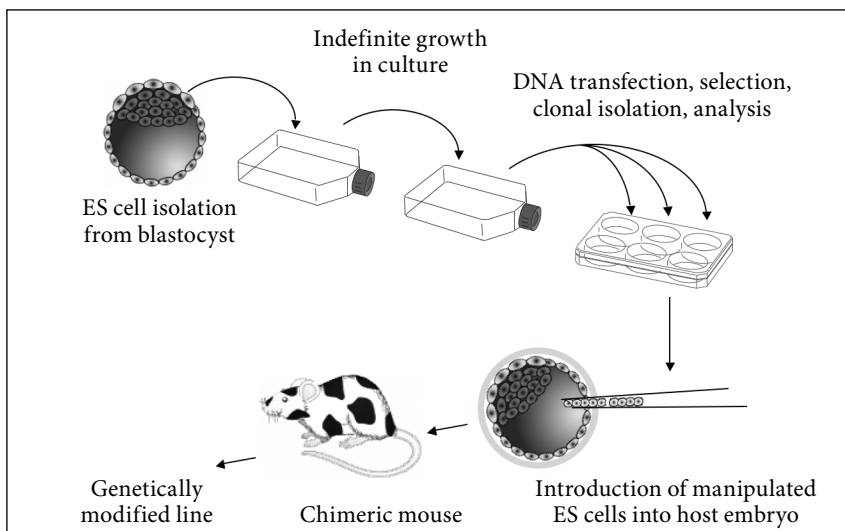 Indefinite growth
in culture
DNA transfection, selection,
clonal isolation, analysis
ES cell isolation
from blastocyst
Genetically
modified line
Chimeric mouse
Introduction of manipulated
ES cells into host embryo